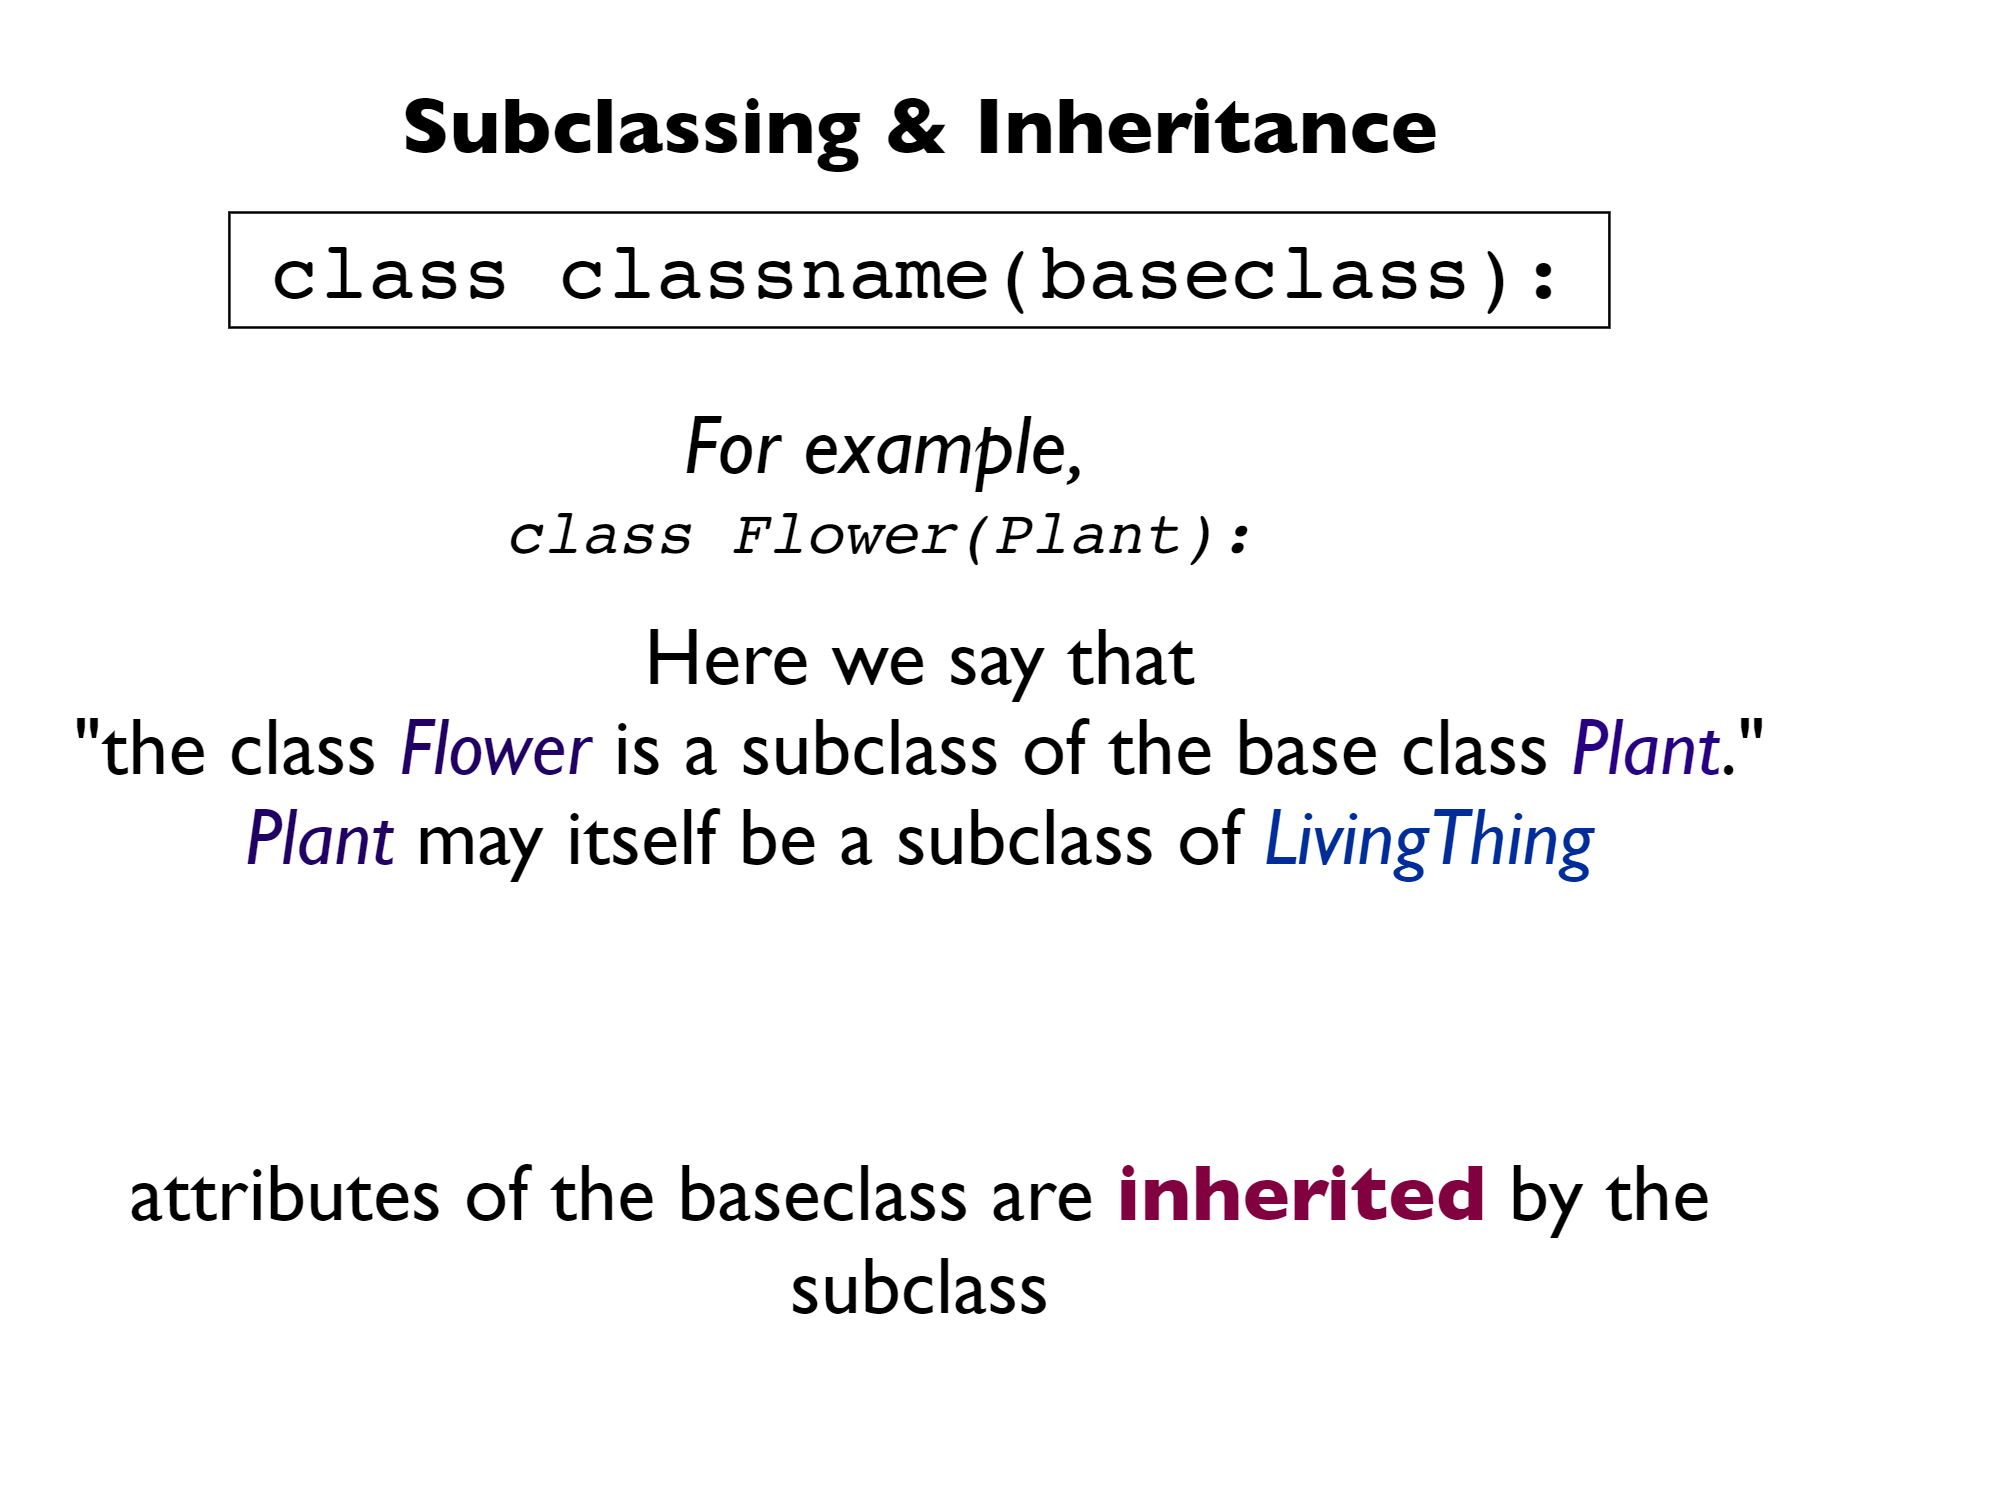 Subclassing & Inheritance
class classname(baseclass):
For example,
class Flower(Plant):
Here we say that
"the class Flower is a subclass of the base class Plant."
Plant may itself be a subclass of LivingThing
attributes of the baseclass are inherited by the
subclass